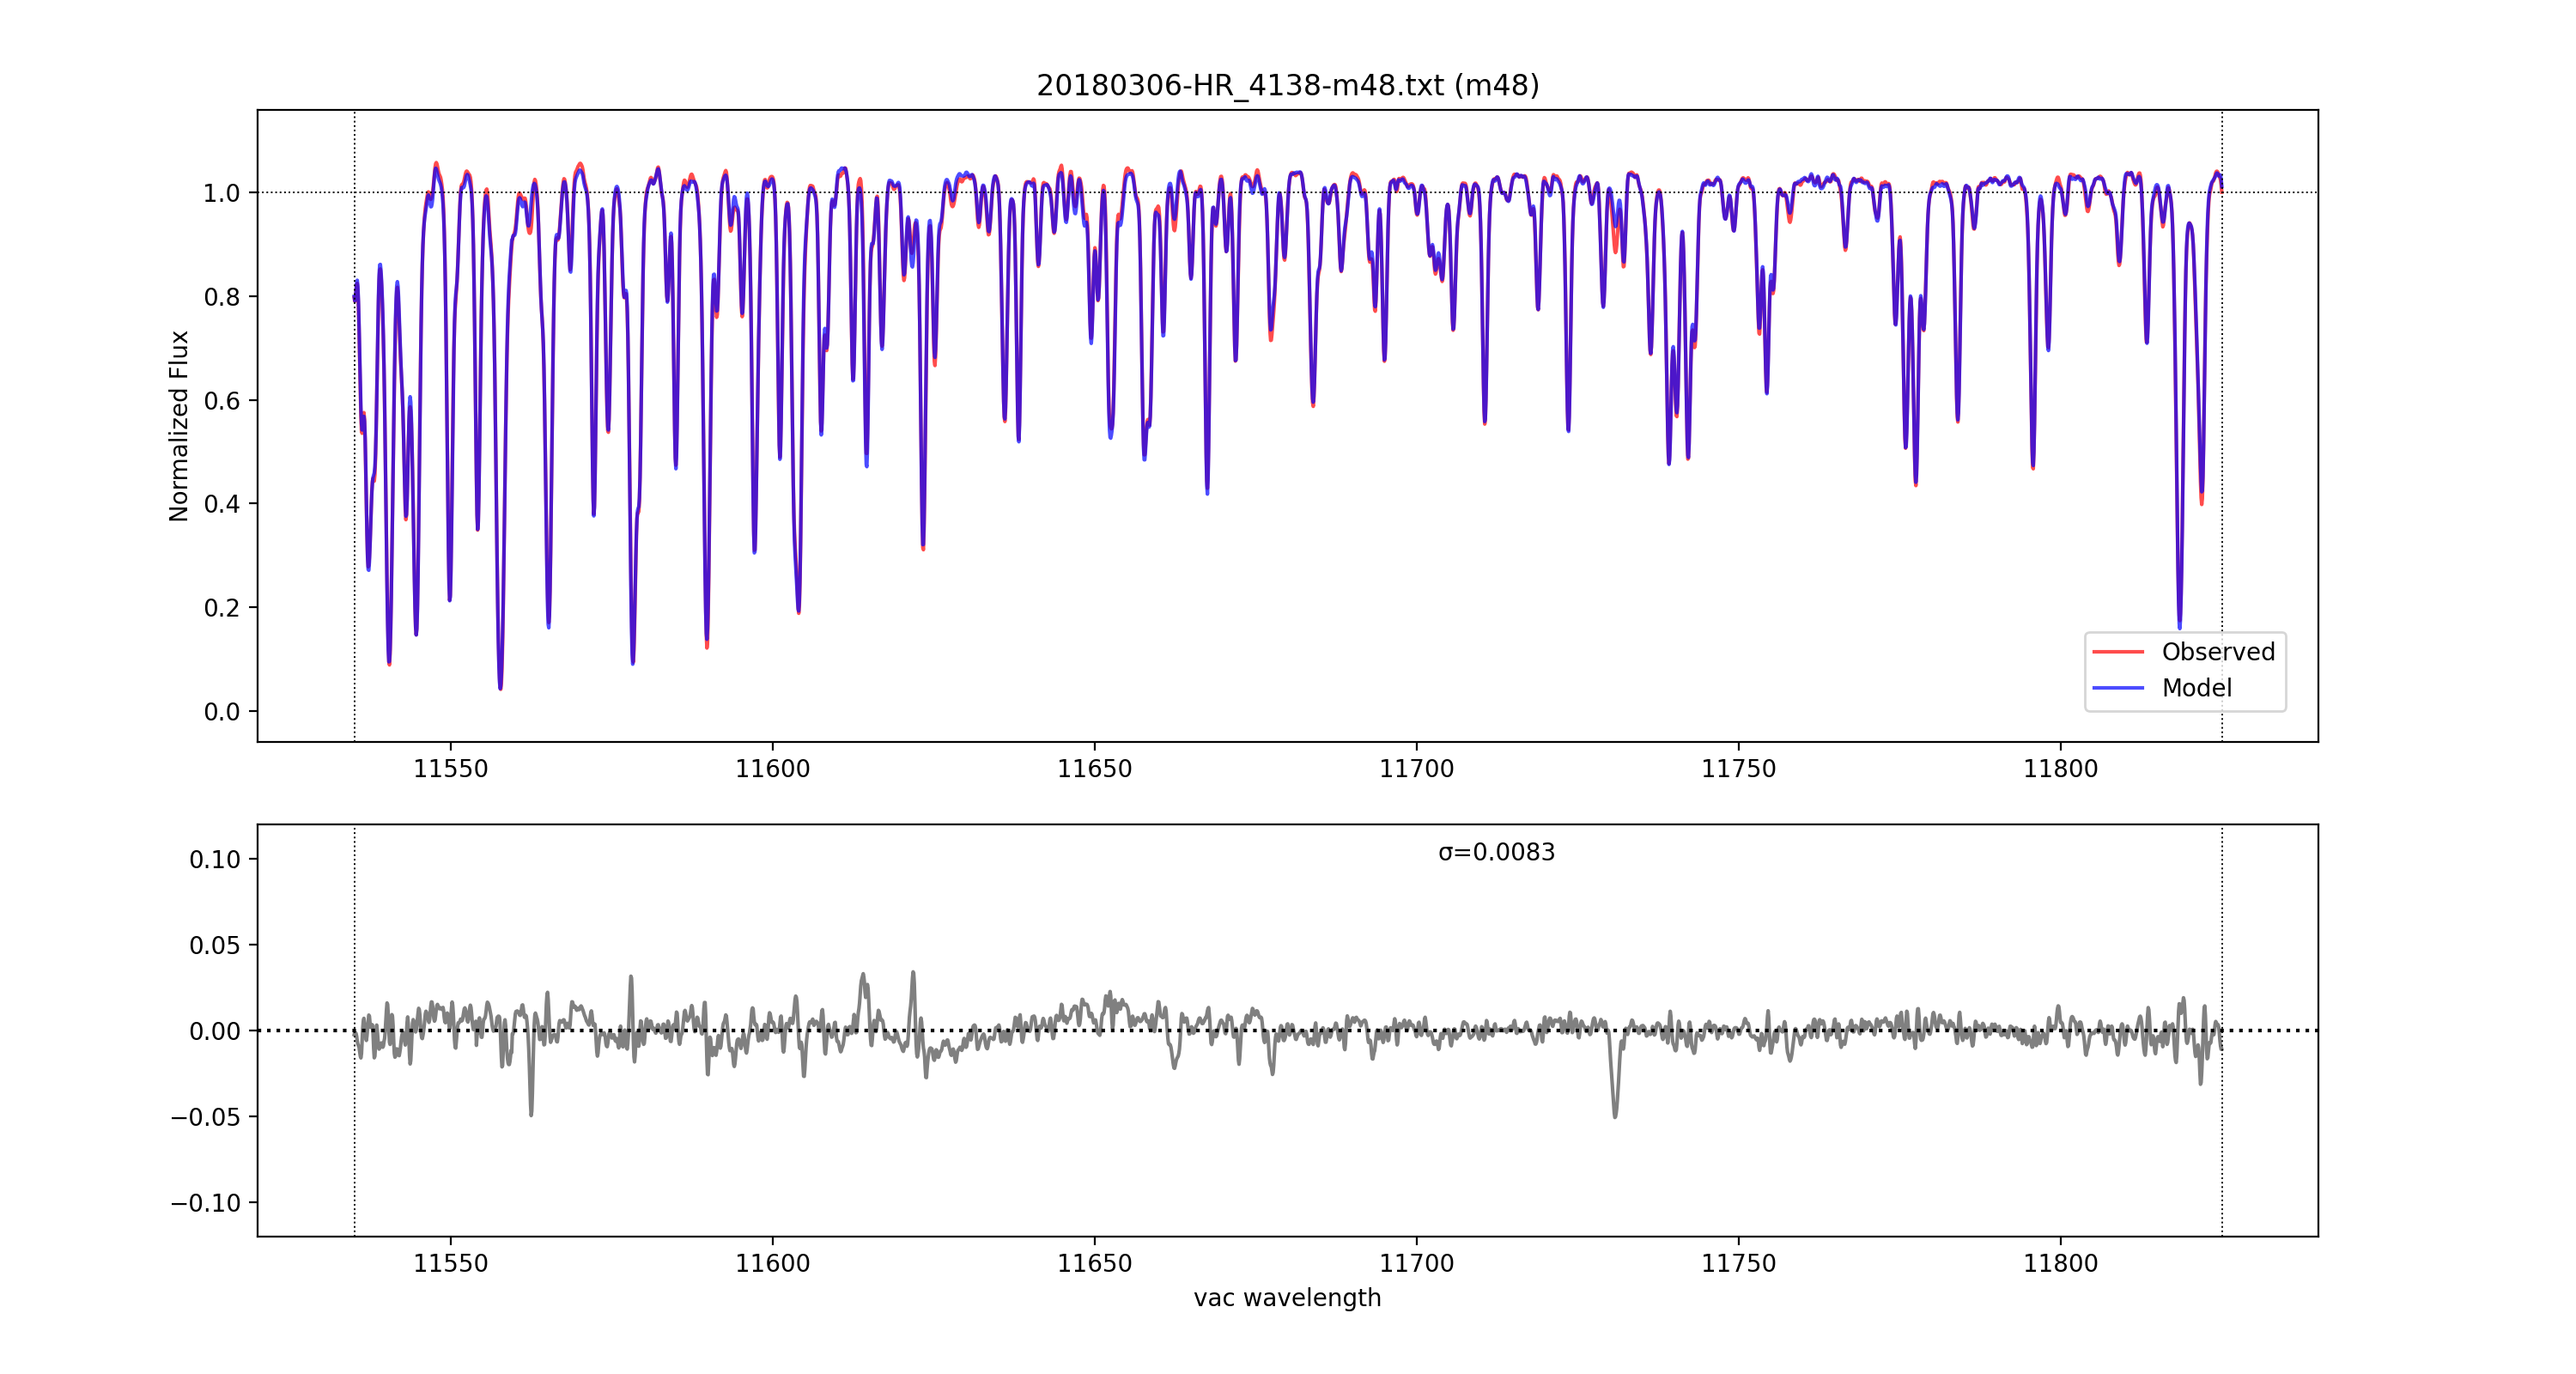 20180306-HR_4138-m48.txt (m48)
Normalized Flux
1.0
0.8
0.6
0.4
0.2
0.0
Observed
Model
11550 11600 11650 11700 11750 11800
σ=0.0083
0.10
0.05
0.00
−0.05
−0.10
11550 11600 11650 11700 11750 11800
vac wavelength